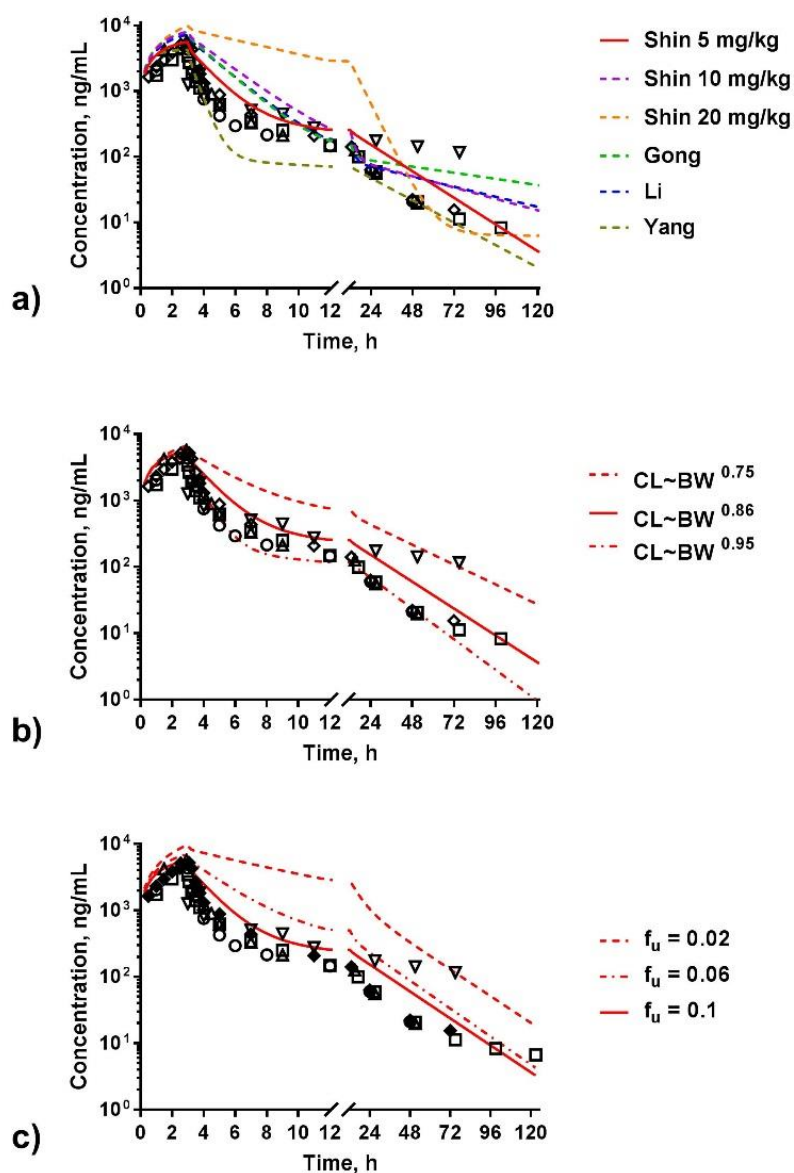 10⁴
10³
10²
10¹
10⁰
Concentration, ng/mL
0 2 4 6 8 10 12 24 48 72 96 120
Time, h
a)
Shin 5 mg/kg
Shin 10 mg/kg
Shin 20 mg/kg
Gong
Li
Yang
10⁴
10³
10²
10¹
10⁰
Concentration, ng/mL
0 2 4 6 8 10 12 24 48 72 96 120
Time, h
b)
CL~BW 0.75
CL~BW 0.86
CL~BW 0.95
10⁴
10³
10²
10¹
10⁰
Concentration, ng/mL
0 2 4 6 8 10 12 24 48 72 96 120
Time, h
c)
fᵤ = 0.02
fᵤ = 0.06
fᵤ = 0.1